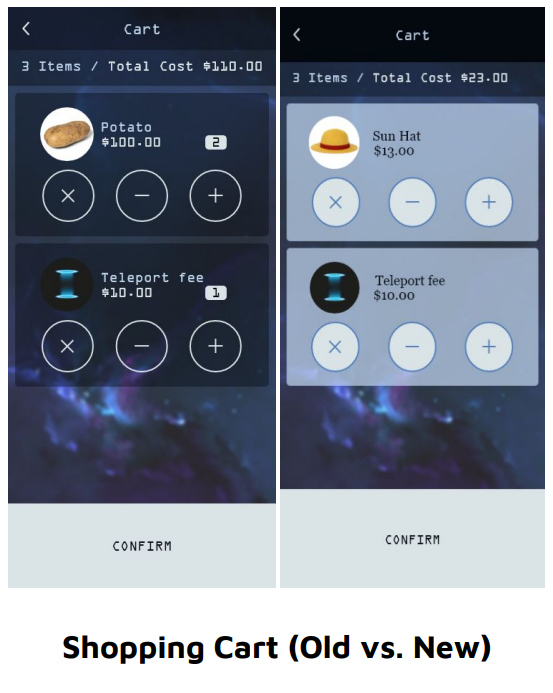 Cart
3 Items / Total Cost $110.00
Potato
$100.00
2
Teleport fee
$10.00
1
CONFIRM
Cart
3 Items / Total Cost $23.00
Sun Hat
$13.00
Teleport fee
$10.00
CONFIRM
Shopping Cart (Old vs. New)